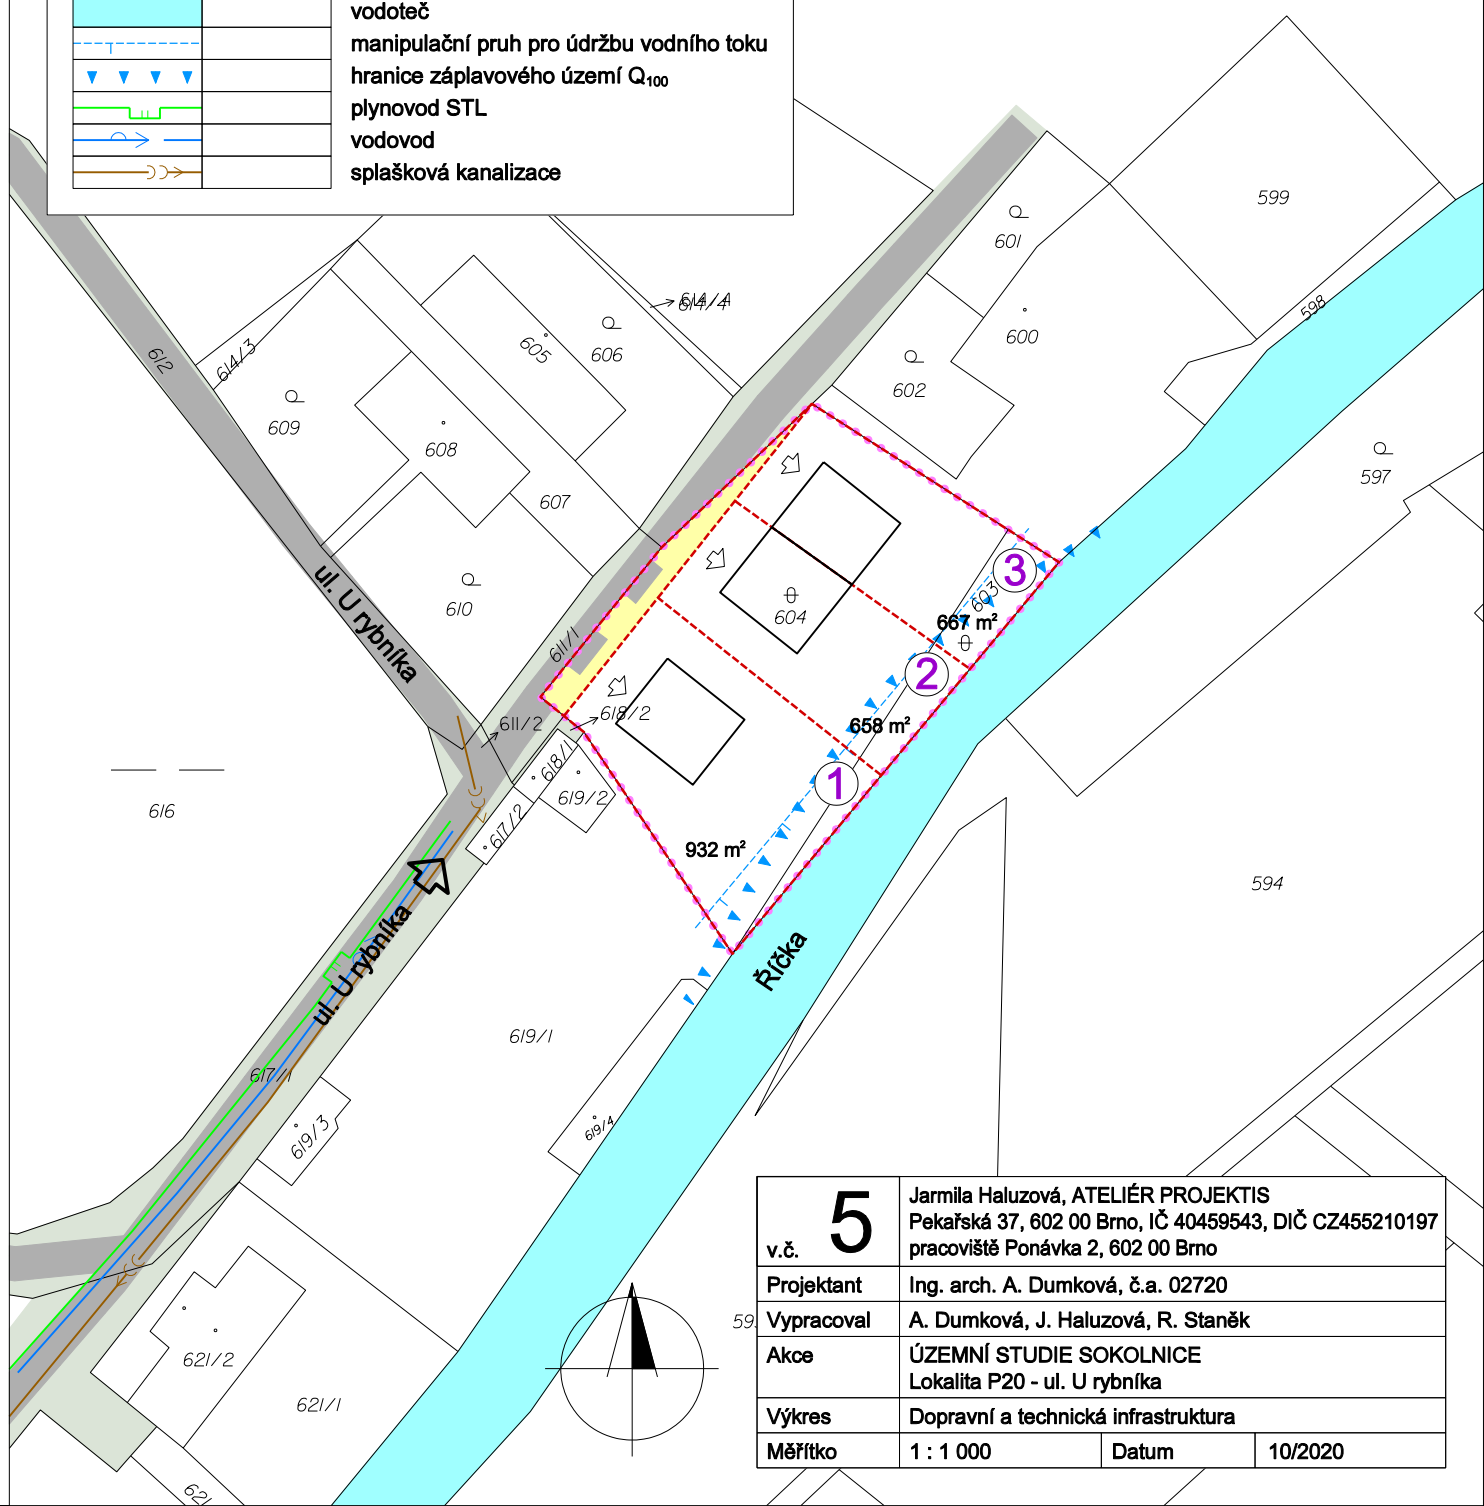 vodoteč
manipulační pruh pro údržbu vodního toku
hranice záplavového území Q₁₀₀
plynovod STL
vodovod
splašková kanalizace
599
601
598
600
614/4
612
614/3
605
606
602
609
608
597
607
ul. U rybníka
610
604
603
3
667 m²
611/1
2
611/2
618/2
658 m²
618/1
1
616
619/2
617/2
932 m²
594
ul. U rybníka
Říčka
619/1
617/1
619/3
619/4
621/2
621/1
621
59
v.č. 5
Jarmila Haluzová, ATELIÉR PROJEKTIS
Pekařská 37, 602 00 Brno, IČ 40459543, DIČ CZ455210197
pracoviště Ponávka 2, 602 00 Brno
Projektant Ing. arch. A. Dumková, č.a. 02720
Vypracoval A. Dumková, J. Haluzová, R. Staněk
Akce ÚZEMNÍ STUDIE SOKOLNICE
Lokalita P20 - ul. U rybníka
Výkres Dopravní a technická infrastruktura
Měřítko 1 : 1 000 Datum 10/2020